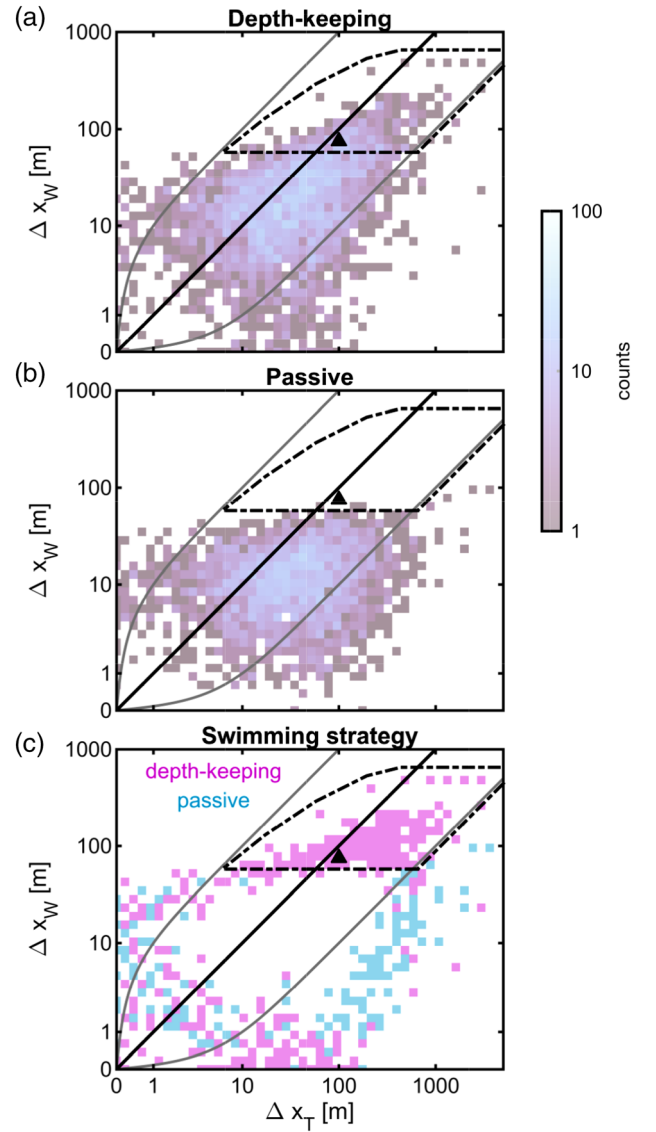 (a)
Depth-keeping
1000
100
10
1
0
Δ x_W [m]
100
10
1
counts
(b)
Passive
1000
100
10
1
0
Δ x_W [m]
(c)
Swimming strategy
depth-keeping
passive
1000
100
10
1
0
Δ x_W [m]
0 1 10 100 1000
Δ x_T [m]